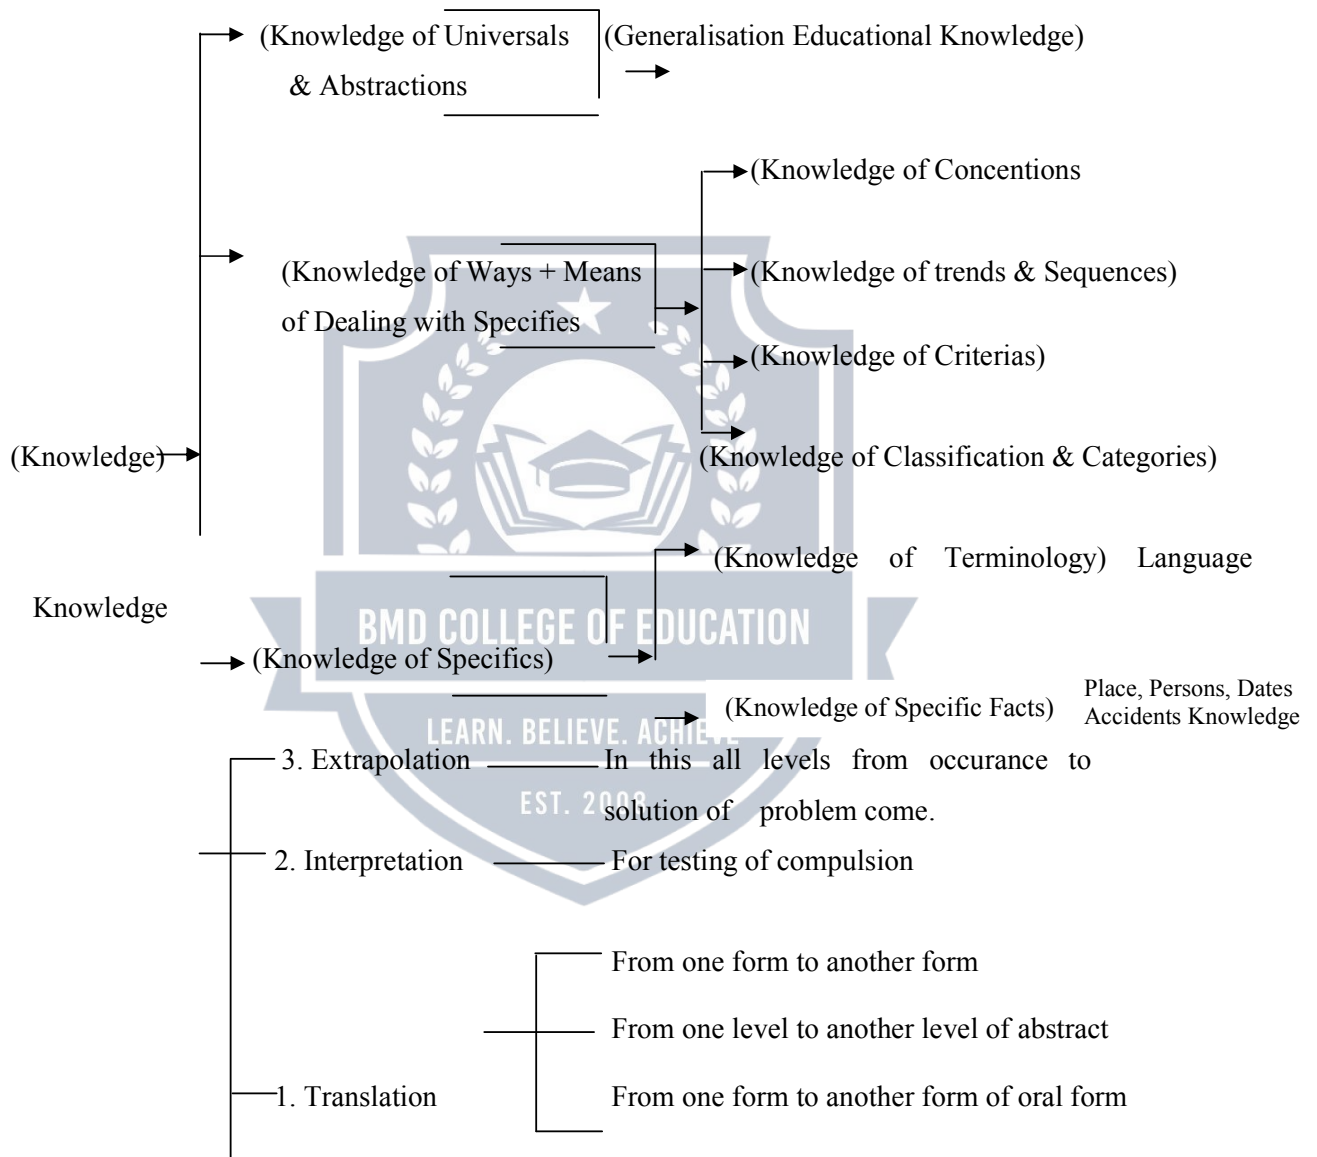 (Knowledge of Universals
& Abstractions
(Generalisation Educational Knowledge)
(Knowledge of Concentions
(Knowledge of Ways + Means
of Dealing with Specifies
(Knowledge of trends & Sequences)
(Knowledge of Criterias)
(Knowledge)
(Knowledge of Classification & Categories)
(Knowledge of Terminology) Language
Knowledge
BMD COLLEGE OF EDUCATION
(Knowledge of Specifics)
(Knowledge of Specific Facts)
Place, Persons, Dates
Accidents Knowledge
LEARN. BELIEVE. ACHIEVE
3. Extrapolation
In this all levels from occurance to
solution of problem come.
EST. 2008
2. Interpretation
For testing of compulsion
From one form to another form
From one level to another level of abstract
1. Translation
From one form to another form of oral form